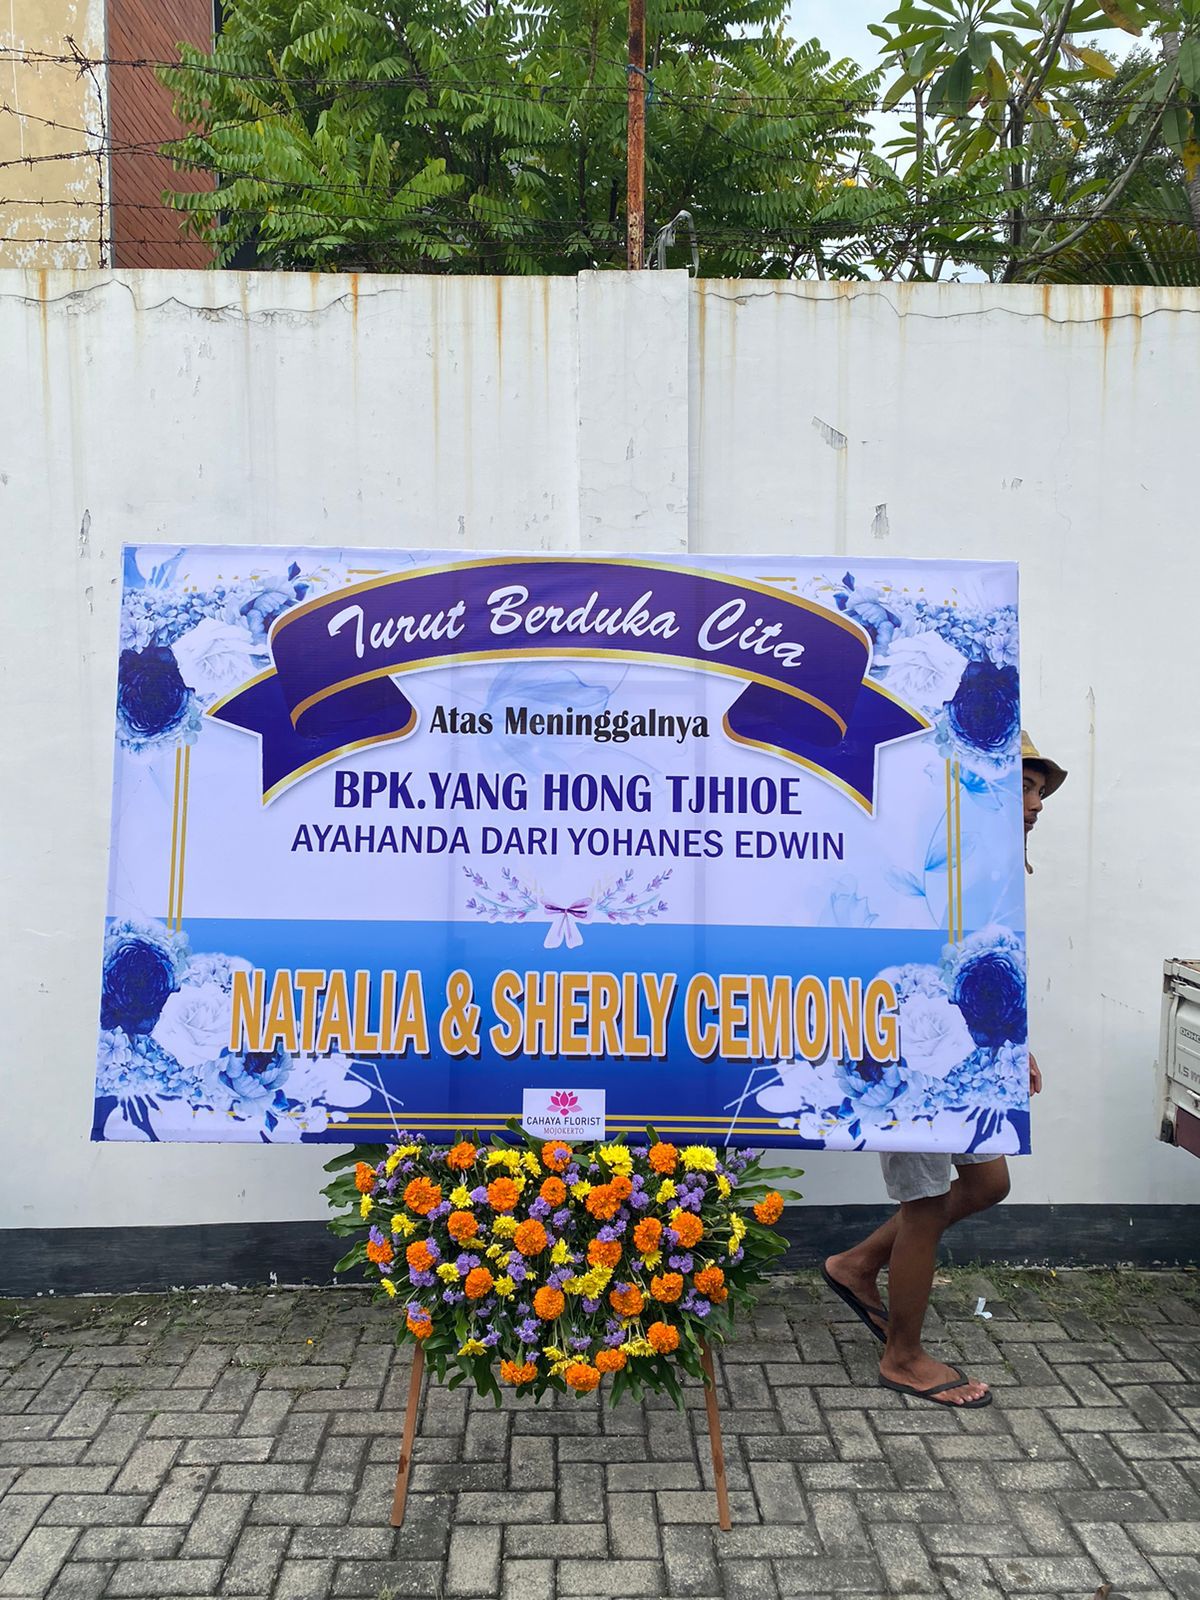 Turut Berduka Cita
Atas Meninggalnya
BPK.YANG HONG TJHIOE
AYAHANDA DARI YOHANES EDWIN
NATALIA & SHERLY CEMONG
CAHAYA FLORIST
MOJOKERTO